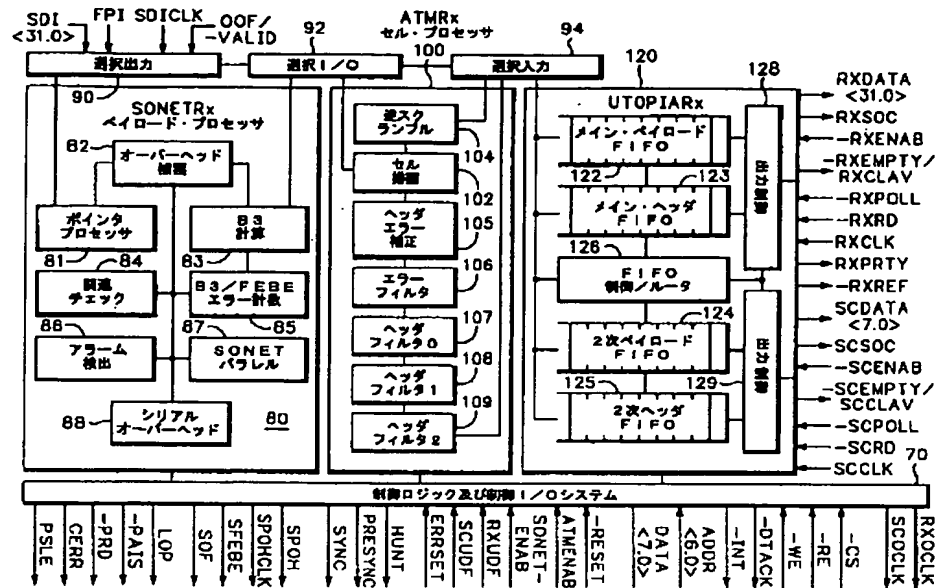 SDI
<31.0>
FPI SDICLK
OOF/
-VALID
92
ATMRx
セル・プロセッサ
100
94
選択出力
選択I/O
選択入力
90
120
128
SONETRx
ペイロード・プロセッサ
82
オーバーヘッド
捕獲
ポインタ
プロセッサ
81
84
B3
計算
83
関連
チェック
B3/FEBE
エラー計数
86
87
85
アラーム
検出
SONET
パラレル
88
シリアル
オーバーヘッド
80
逆スク
ランブル
104
セル
描画
102
ヘッダ
エラー
補正
105
エラー
フィルタ
106
ヘッダ
フィルタ0
107
ヘッダ
フィルタ1
108
ヘッダ
フィルタ2
109
UTOPIARx
メイン・ペイロード
FIFO
122
123
メイン・ヘッダ
FIFO
126
FIFO
制御/ルータ
124
2次ペイロード
FIFO
125
129
2次ヘッダ
FIFO
出力制御
出力制御
RXDATA
<31.0>
RXSOC
-RXENAB
-RXEMPTY/
RXCLAV
-RXPOLL
-RXRD
RXCLK
RXPRTY
-RXREF
SCDATA
<7.0>
SCSOC
-SCENAB
-SCEMPTY/
SCCLAV
-SCPOLL
-SCRD
SCCLK
70
制御ロジック及び制御I/Oシステム
PSLE
CERR
-PRD
-PAIS
LOP
SOF
SFEBE
SPOHCLK
SPOH
SYNC
PRESYNC
HUNT
ERRSET
SCUDF
RXUDF
SONET-
ENAB
ATMENAB
-RESET
DATA
<7.0>
ADDR
<6.0>
-INT
-DTACK
-WE
-RE
-CS
SCOCLK
RXOCLK